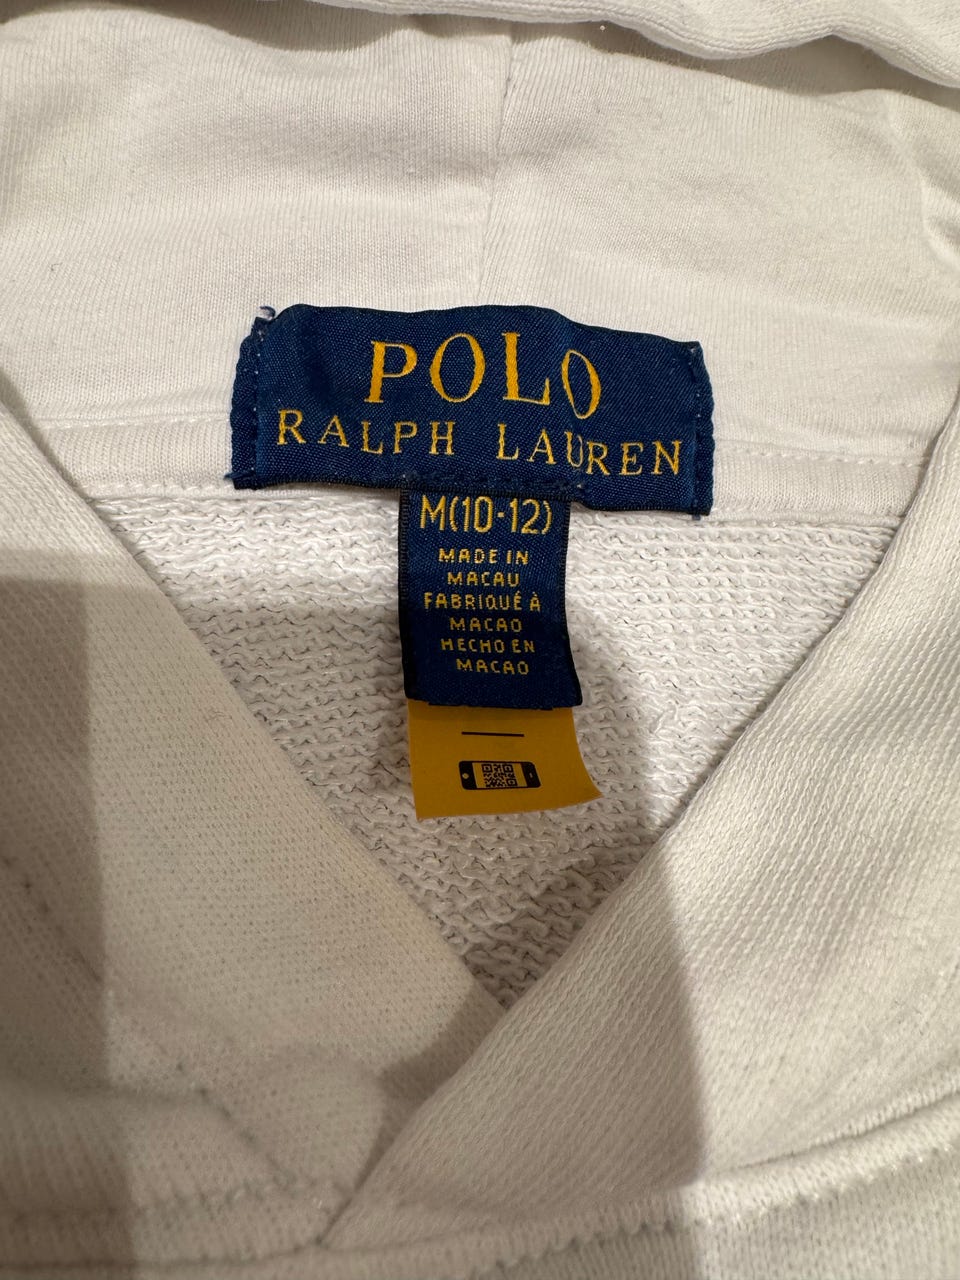 POLO
RALPH LAUREN
M(10-12)
MADE IN
MACAU
FABRIQUÉ À
MACAO
HECHO EN
MACAO